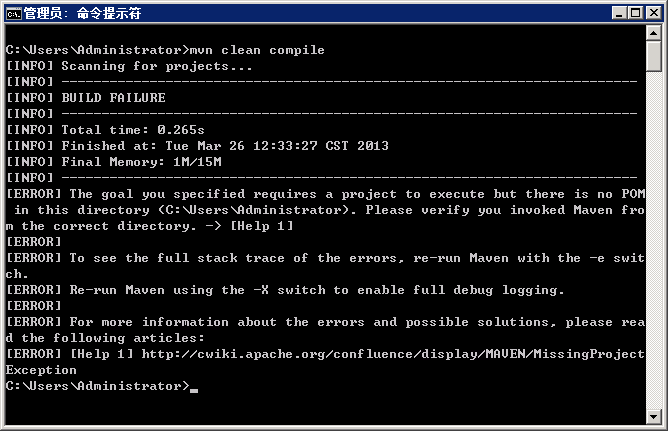 管理员: 命令提示符
C:\Users\Administrator>mvn clean compile
[INFO] Scanning for projects...
[INFO] ------------------------------------------------------------------------
[INFO] BUILD FAILURE
[INFO] ------------------------------------------------------------------------
[INFO] Total time: 0.265s
[INFO] Finished at: Tue Mar 26 12:33:27 CST 2013
[INFO] Final Memory: 1M/15M
[INFO] ------------------------------------------------------------------------
[ERROR] The goal you specified requires a project to execute but there is no POM
 in this directory (C:\Users\Administrator). Please verify you invoked Maven fro
m the correct directory. -> [Help 1]
[ERROR]
[ERROR] To see the full stack trace of the errors, re-run Maven with the -e swit
ch.
[ERROR] Re-run Maven using the -X switch to enable full debug logging.
[ERROR]
[ERROR] For more information about the errors and possible solutions, please rea
d the following articles:
[ERROR] [Help 1] http://cwiki.apache.org/confluence/display/MAVEN/MissingProject
Exception
C:\Users\Administrator>